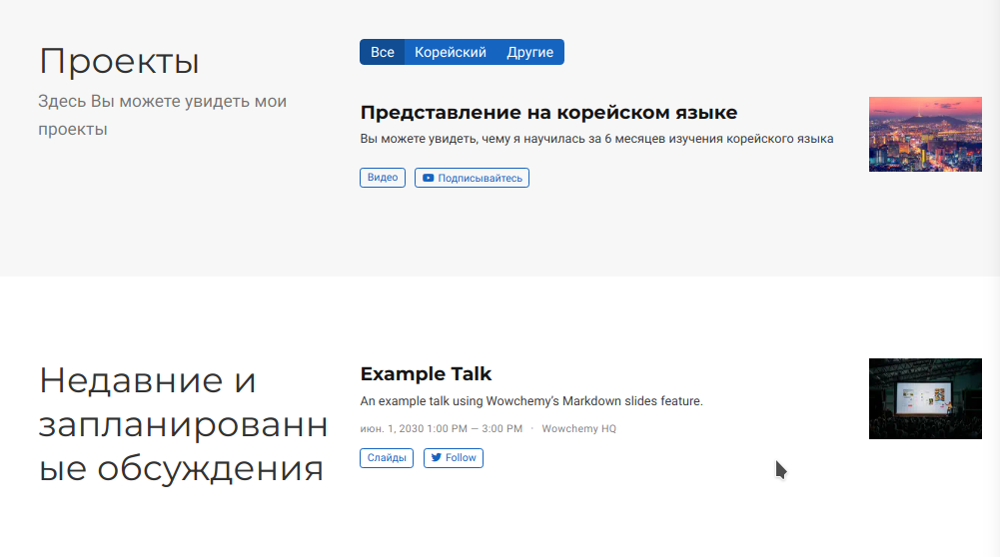 Проекты
Здесь Вы можете увидеть мои
проекты
Все Корейский Другие
Представление на корейском языке
Вы можете увидеть, чему я научилась за 6 месяцев изучения корейского языка
Видео Подписывайтесь
Недавние и
запланированн
ые обсуждения
Example Talk
An example talk using Wowchemy's Markdown slides feature.
июн. 1, 2030 1:00 PM — 3:00 PM · Wowchemy HQ
Слайды Follow